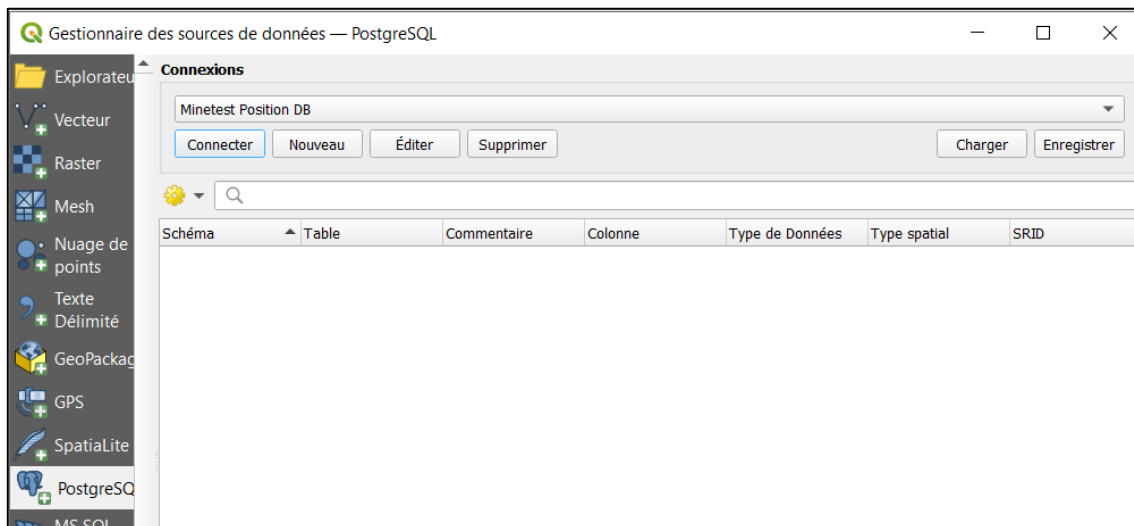 Gestionnaire des sources de données — PostgreSQL
Explorateu
Vecteur
Raster
Mesh
Nuage de
points
Texte
Délimité
GeoPackag
GPS
SpatiaLite
PostgreSQ
MS SQL
Connexions
Minetest Position DB
Connecter
Nouveau
Éditer
Supprimer
Charger
Enregistrer
Schéma
Table
Commentaire
Colonne
Type de Données
Type spatial
SRID